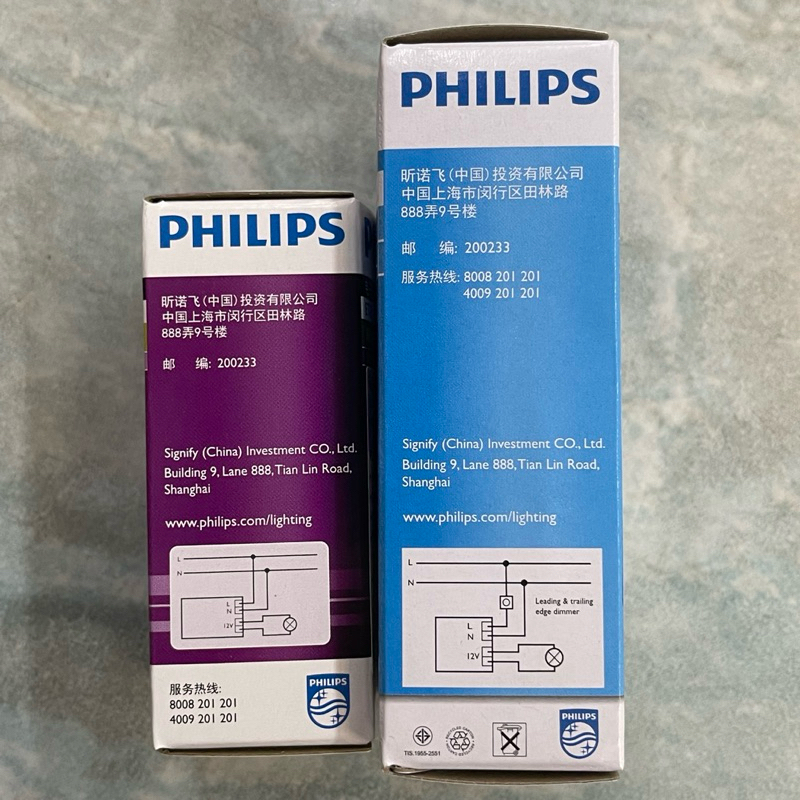 PHILIPS
昕诺飞(中国)投资有限公司
中国上海市闵行区田林路
888弄9号楼
邮 编: 200233
Signify (China) Investment CO., Ltd.
Building 9, Lane 888, Tian Lin Road,
Shanghai
www.philips.com/lighting
L
N
L
N
12V
服务热线:
8008 201 201
4009 201 201
PHILIPS
PHILIPS
昕诺飞(中国)投资有限公司
中国上海市闵行区田林路
888弄9号楼
邮 编: 200233
服务热线: 8008 201 201
4009 201 201
Signify (China) Investment CO., Ltd.
Building 9, Lane 888, Tian Lin Road,
Shanghai
www.philips.com/lighting
L
N
Leading & trailing
edge dimmer
L
N
12V
TIS.1955-2551
PHILIPS